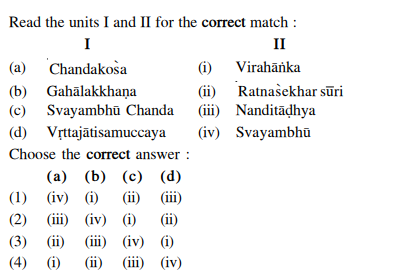 Read the units I and II for the correct match :
I II
(a) Chandakośa (i) Virahāṅka
(b) Gahālakkhaṇa (ii) Ratnaśekhar sūri
(c) Svayambhū Chanda (iii) Nanditāḍhya
(d) Vṛttajātisamuccaya (iv) Svayambhū
Choose the correct answer :
(a) (b) (c) (d)
(1) (iv) (i) (ii) (iii)
(2) (iii) (iv) (i) (ii)
(3) (ii) (iii) (iv) (i)
(4) (i) (ii) (iii) (iv)